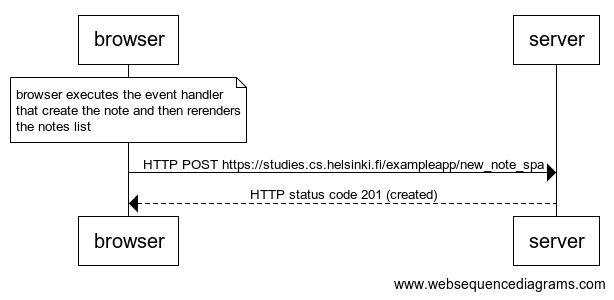 browser
server
browser executes the event handler
that create the note and then rerenders
the notes list
HTTP POST https://studies.cs.helsinki.fi/exampleapp/new_note_spa
HTTP status code 201 (created)
browser
server
www.websequencediagrams.com